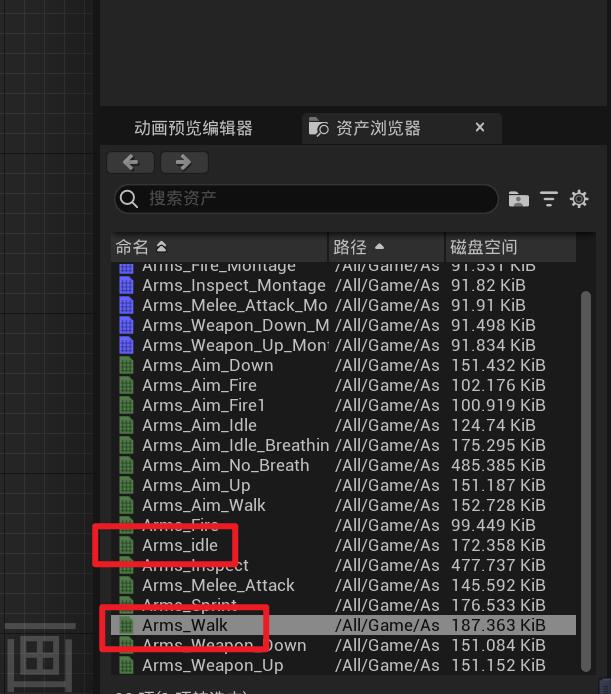 动画预览编辑器 资产浏览器 ×
搜索资产
命名 路径 磁盘空间
Arms_Fire_Montage /All/Game/As 91.531 KiB
Arms_Inspect_Montage /All/Game/As 91.82 KiB
Arms_Melee_Attack_Mo /All/Game/As 91.91 KiB
Arms_Weapon_Down_M /All/Game/As 91.498 KiB
Arms_Weapon_Up_Mont /All/Game/As 91.834 KiB
Arms_Aim_Down /All/Game/As 151.432 KiB
Arms_Aim_Fire /All/Game/As 102.176 KiB
Arms_Aim_Fire1 /All/Game/As 100.919 KiB
Arms_Aim_Idle /All/Game/As 124.74 KiB
Arms_Aim_Idle_Breathin /All/Game/As 175.295 KiB
Arms_Aim_No_Breath /All/Game/As 485.385 KiB
Arms_Aim_Up /All/Game/As 151.187 KiB
Arms_Aim_Walk /All/Game/As 152.728 KiB
Arms_Fire /All/Game/As 99.449 KiB
Arms_idle /All/Game/As 172.358 KiB
Arms_Inspect /All/Game/As 477.737 KiB
Arms_Melee_Attack /All/Game/As 145.592 KiB
Arms_Sprint /All/Game/As 176.533 KiB
Arms_Walk /All/Game/As 187.363 KiB
Arms_Weapon_Down /All/Game/As 151.084 KiB
Arms_Weapon_Up /All/Game/As 151.152 KiB
画